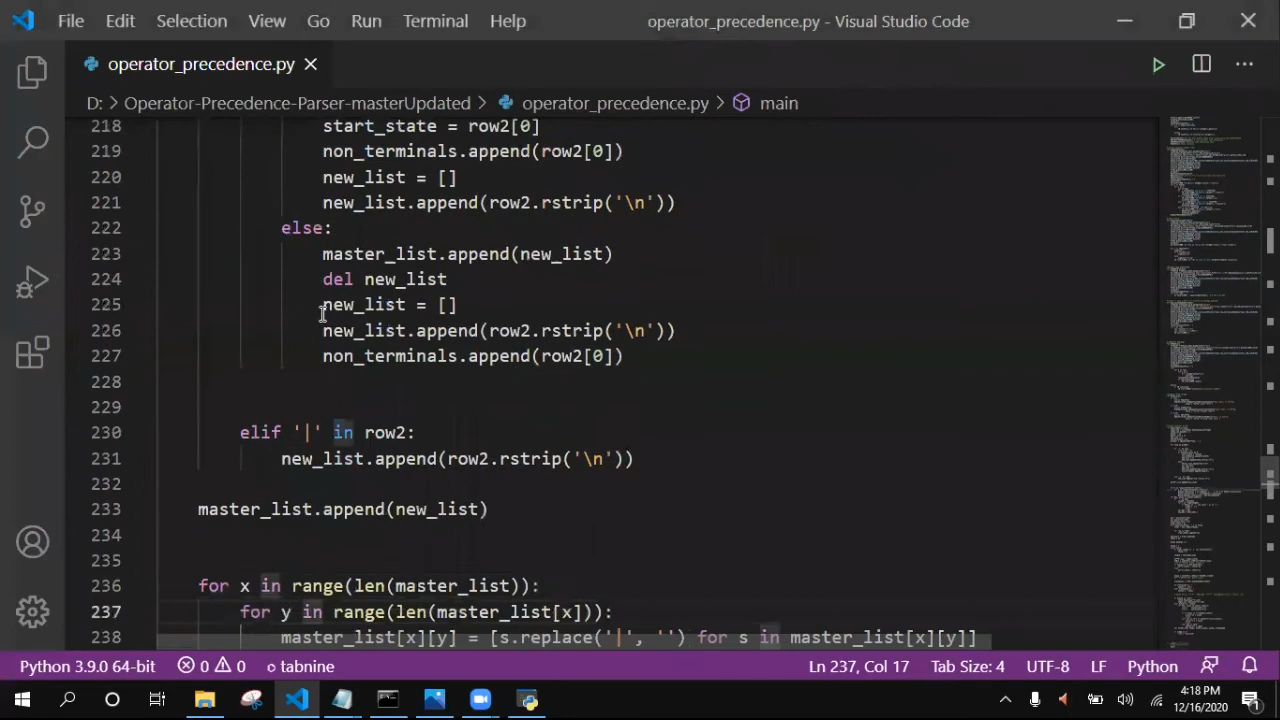 File Edit Selection View Go Run Terminal Help operator_precedence.py - Visual Studio Code
operator_precedence.py
D: > Operator-Precedence-Parser-masterUpdated > operator_precedence.py > main
218 start_state = row2[0]
219 non_terminals.append(row2[0])
220 new_list = []
221 new_list.append(row2.rstrip('\n'))
222 else:
223 master_list.append(new_list)
224 del new_list
225 new_list = []
226 new_list.append(row2.rstrip('\n'))
227 non_terminals.append(row2[0])
228
229
230 elif '|' in row2:
231 new_list.append(row2.rstrip('\n'))
232
233 master_list.append(new_list)
234
235
236 for x in range(len(master_list)):
237 for y in range(len(master_list[x])):
238 master_list[x][y] = [s.replace('|', '') for s in master_list[x][y]]
Python 3.9.0 64-bit 0 0 tabnine Ln 237, Col 17 Tab Size: 4 UTF-8 LF Python
4:18 PM
12/16/2020